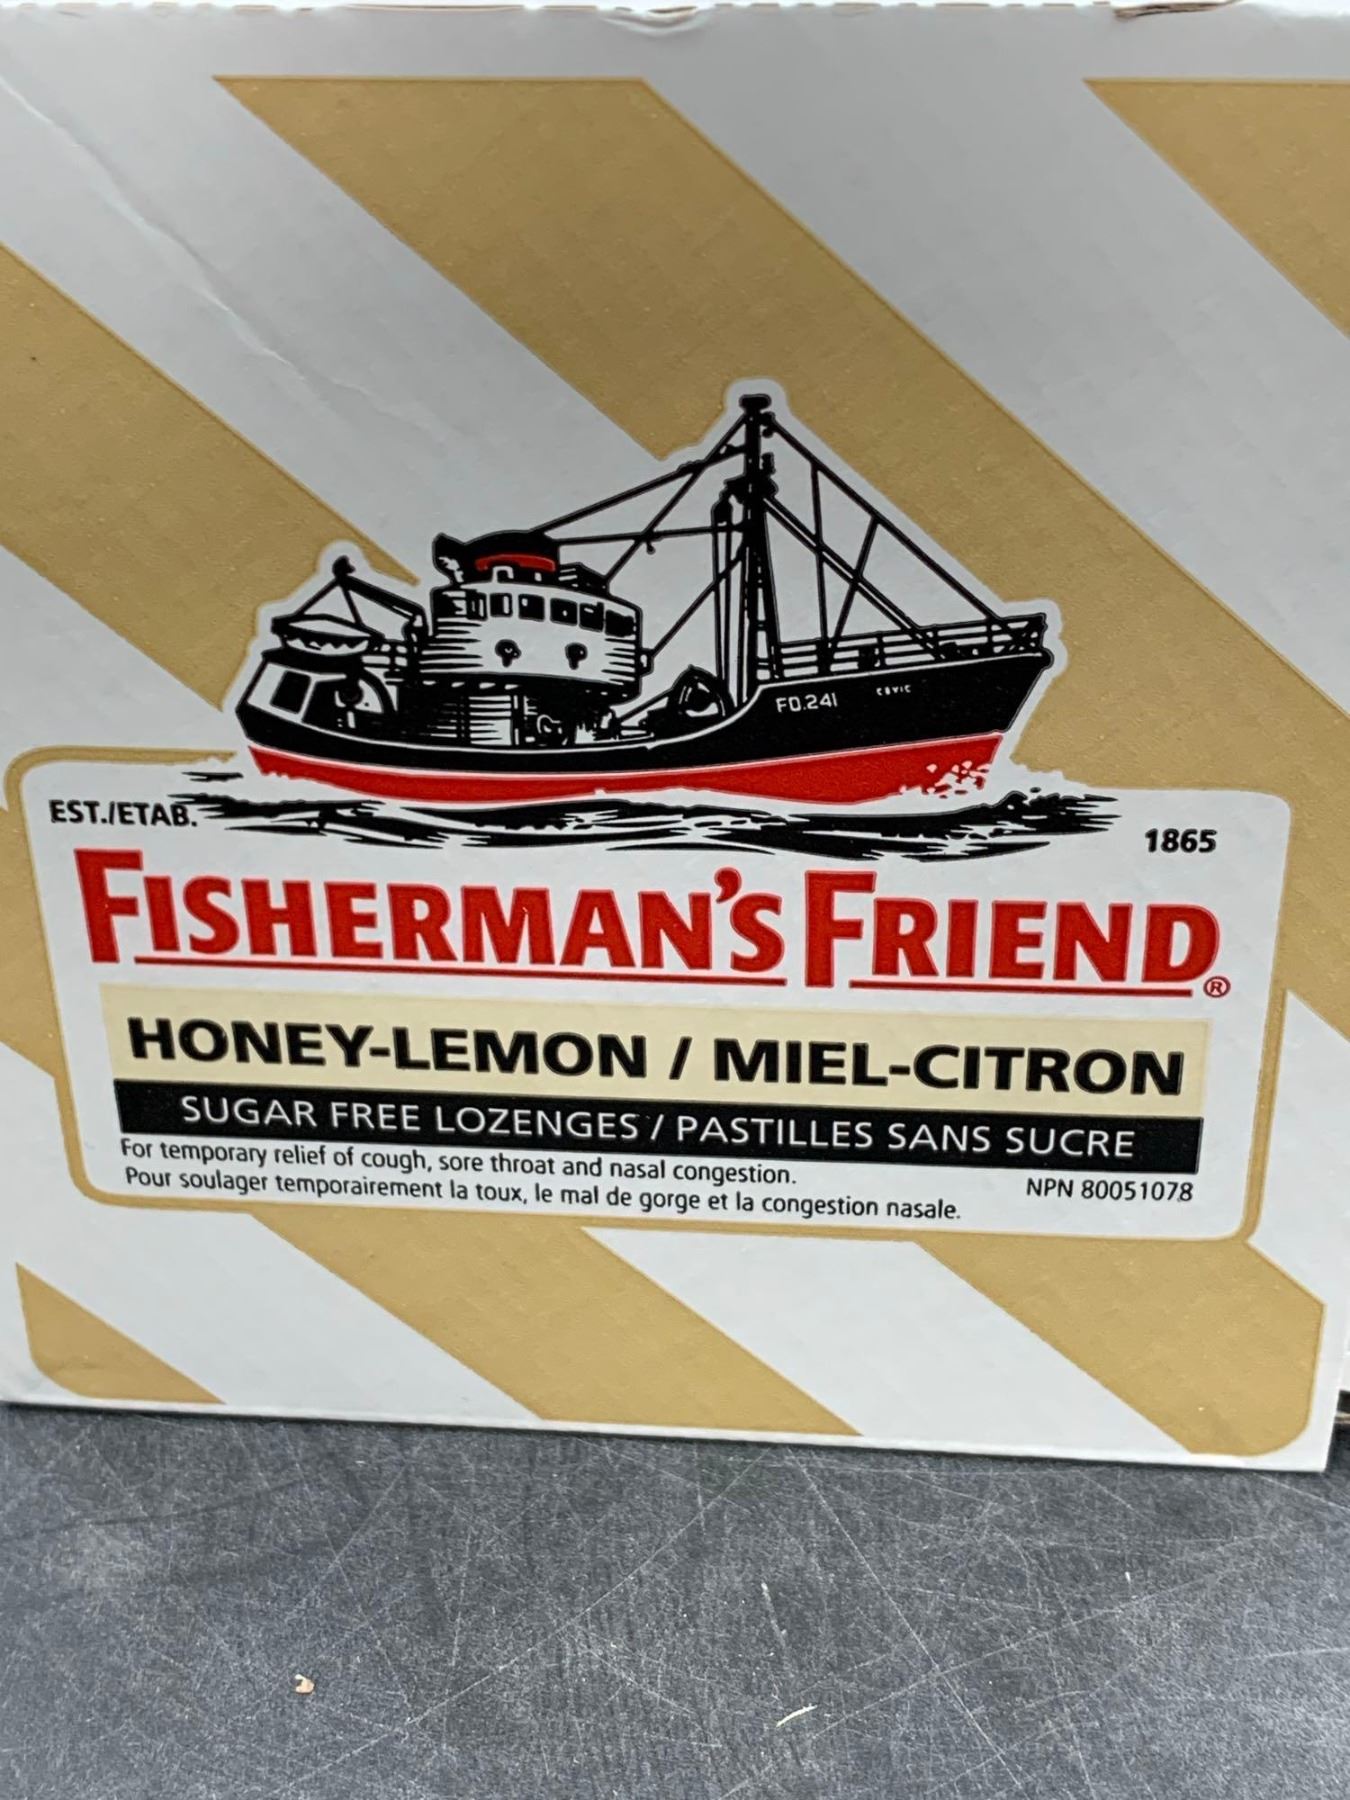 FD.241
EST./ETAB.
1865
FISHERMAN'S FRIEND®
HONEY-LEMON / MIEL-CITRON
SUGAR FREE LOZENGES / PASTILLES SANS SUCRE
For temporary relief of cough, sore throat and nasal congestion.
Pour soulager temporairement la toux, le mal de gorge et la congestion nasale.
NPN 80051078